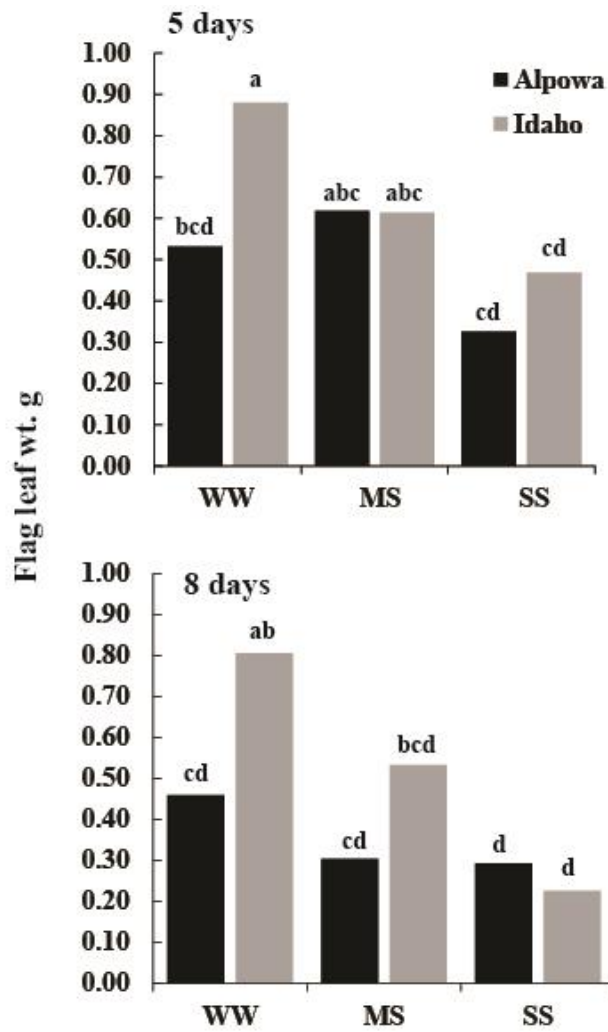 5 days
1.00
0.90
0.80
0.70
0.60
0.50
0.40
0.30
0.20
0.10
0.00
a
bcd
abc
abc
cd
cd
Alpowa
Idaho
WW MS SS
Flag leaf wt. g
8 days
1.00
0.90
0.80
0.70
0.60
0.50
0.40
0.30
0.20
0.10
0.00
ab
cd
cd
bcd
d
d
WW MS SS